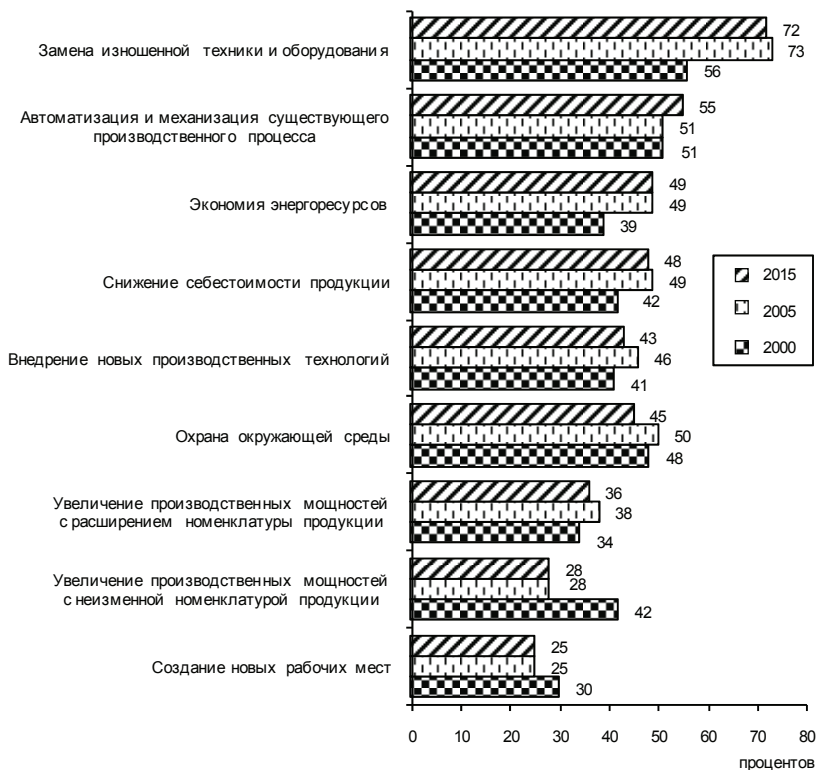 72
Замена изношенной техники и оборудования
73
56
55
Автоматизация и механизация существующего
производственного процесса
51
51
49
Экономия энергоресурсов
49
39
48
Снижение себестоимости продукции
49
42
43
Внедрение новых производственных технологий
46
41
45
Охрана окружающей среды
50
48
36
Увеличение производственных мощностей
с расширением номенклатуры продукции
38
34
28
Увеличение производственных мощностей
с неизменной номенклатурой продукции
28
42
25
Создание новых рабочих мест
25
30
2015
2005
2000
0 10 20 30 40 50 60 70 80
процентов